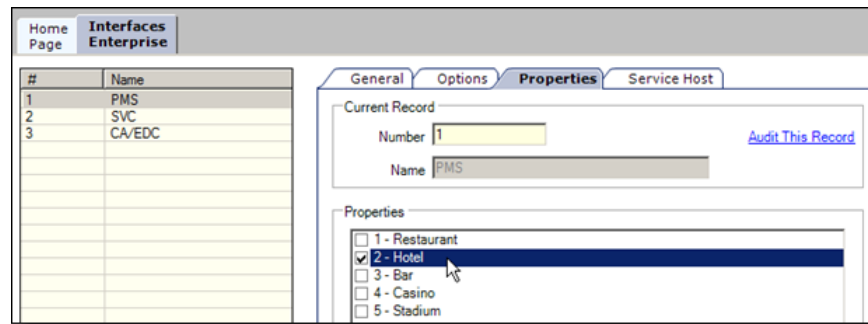 Home Page
Interfaces Enterprise
# Name
1 PMS
2 SVC
3 CA/EDC
General Options Properties Service Host
Current Record
Number 1 Audit This Record
Name PMS
Properties
1 - Restaurant
2 - Hotel
3 - Bar
4 - Casino
5 - Stadium